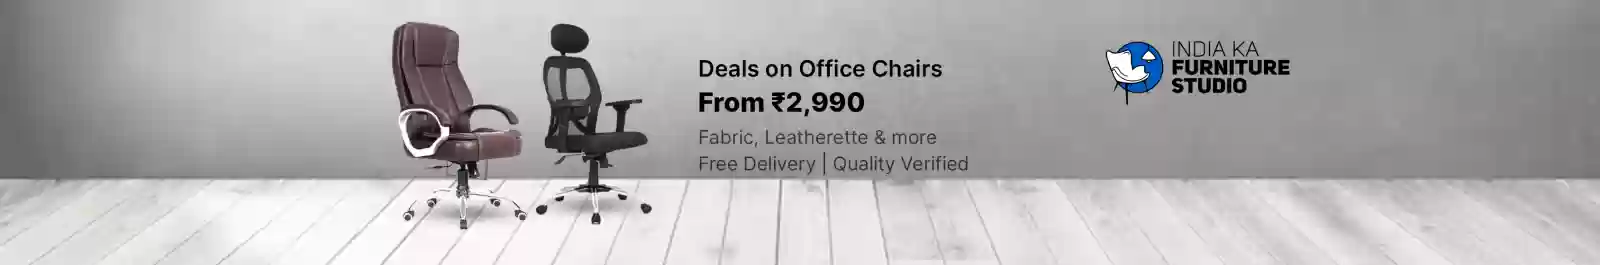 Deals on Office Chairs
From ₹2,990
Fabric, Leatherette & more
Free Delivery | Quality Verified
INDIA KA
FURNITURE
STUDIO